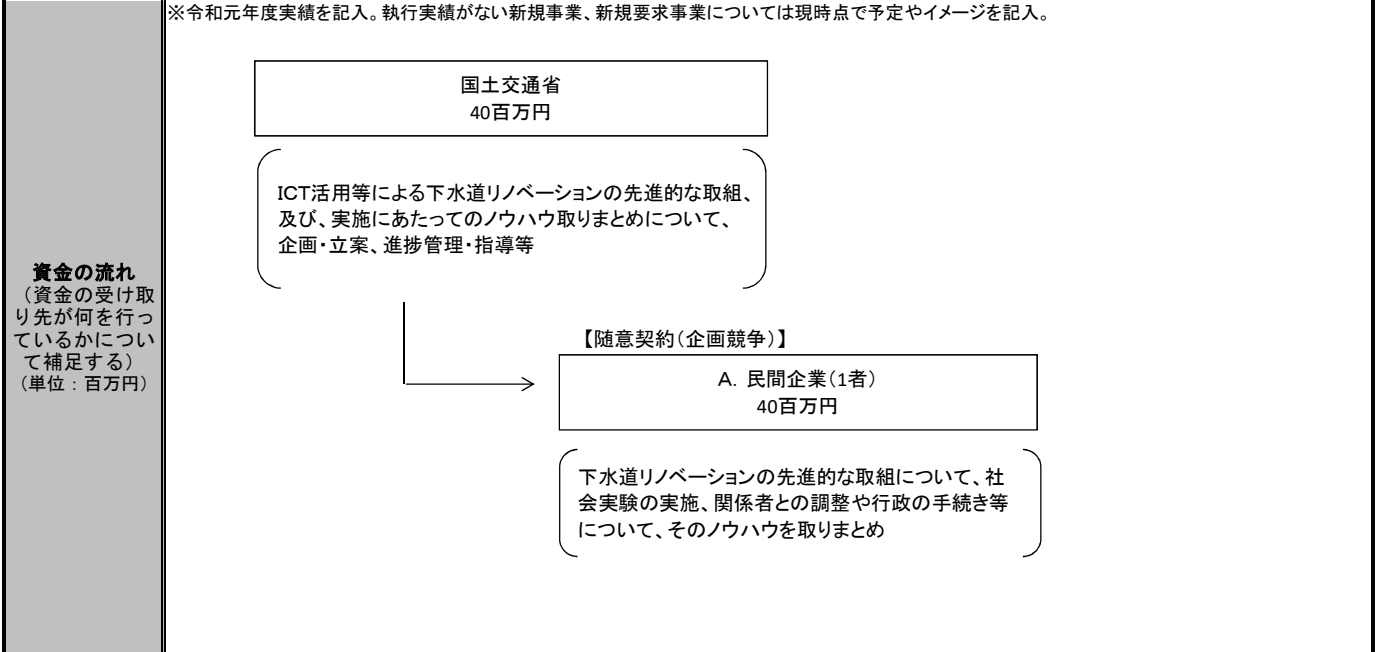 ※令和元年度実績を記入。執行実績がない新規事業、新規要求事業については現時点で予定やイメージを記入。
国土交通省
40百万円
ICT活用等による下水道リノベーションの先進的な取組、
及び、実施にあたってのノウハウ取りまとめについて、
企画・立案、進捗管理・指導等
資金の流れ
（資金の受け取
り先が何を行っ
ているかについ
て補足する）
（単位：百万円）
【随意契約（企画競争）】
A．民間企業（1者）
40百万円
下水道リノベーションの先進的な取組について、社
会実験の実施、関係者との調整や行政の手続き等
について、そのノウハウを取りまとめ